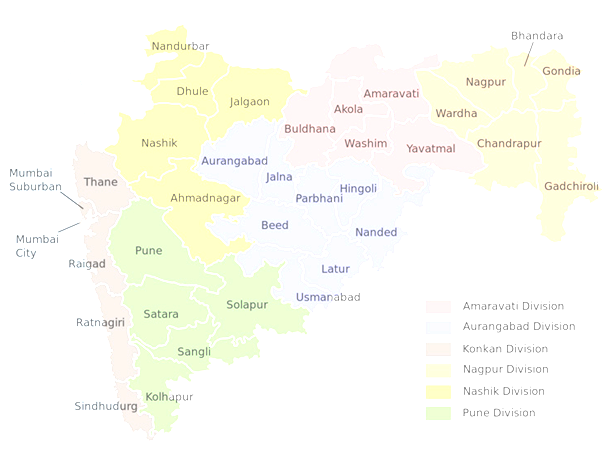 Bhandara
Nandurbar
Gondia
Nagpur
Dhule
Amaravati
Jalgaon
Akola
Wardha
Buldhana
Nashik
Washim
Yavatmal
Chandrapur
Aurangabad
Mumbai
Suburban
Thane
Jalna
Hingoli
Gadchiroli
Ahmadnagar
Parbhani
Beed
Nanded
Mumbai
City
Pune
Raigad
Latur
Usmanabad
Solapur
Satara
Ratnagiri
Sangli
Kolhapur
Sindhudurg
Amaravati Division
Aurangabad Division
Konkan Division
Nagpur Division
Nashik Division
Pune Division